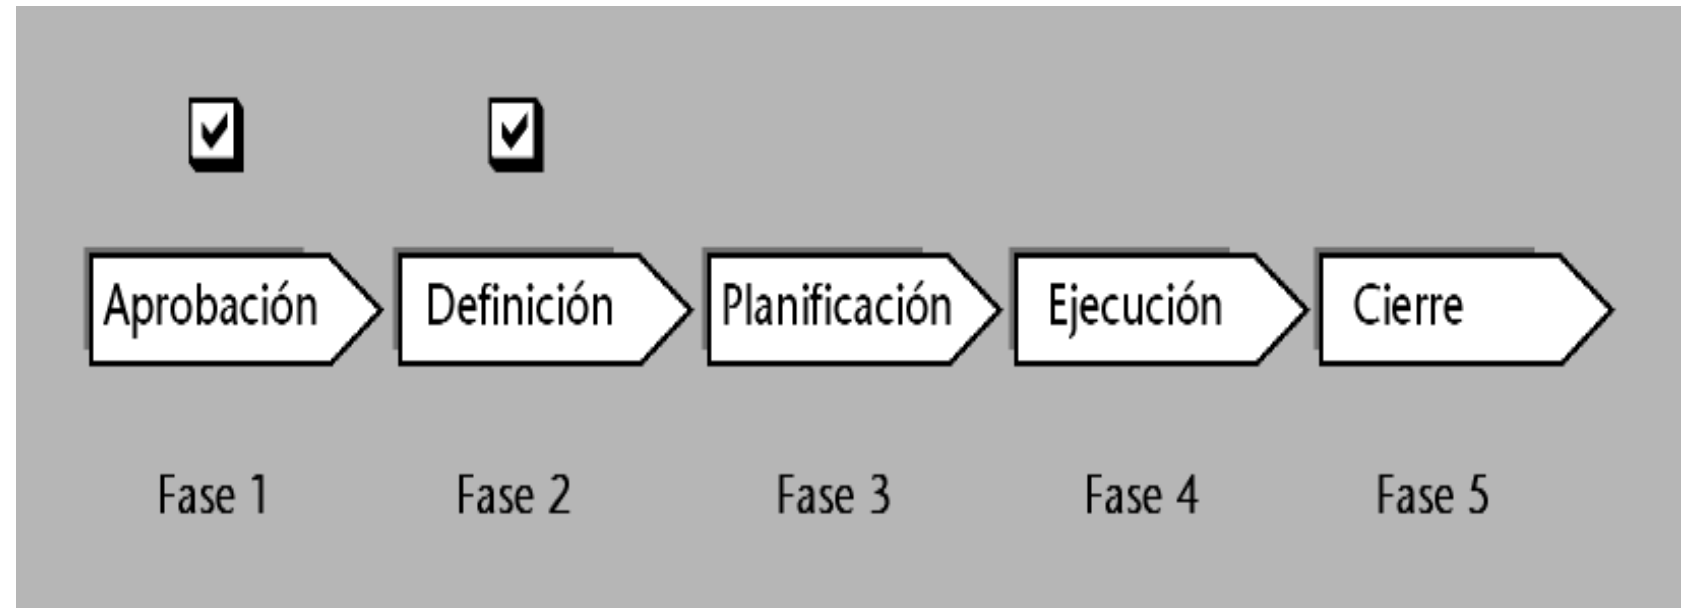 Aprobación
Definición
Planificación
Ejecución
Cierre
Fase 1
Fase 2
Fase 3
Fase 4
Fase 5